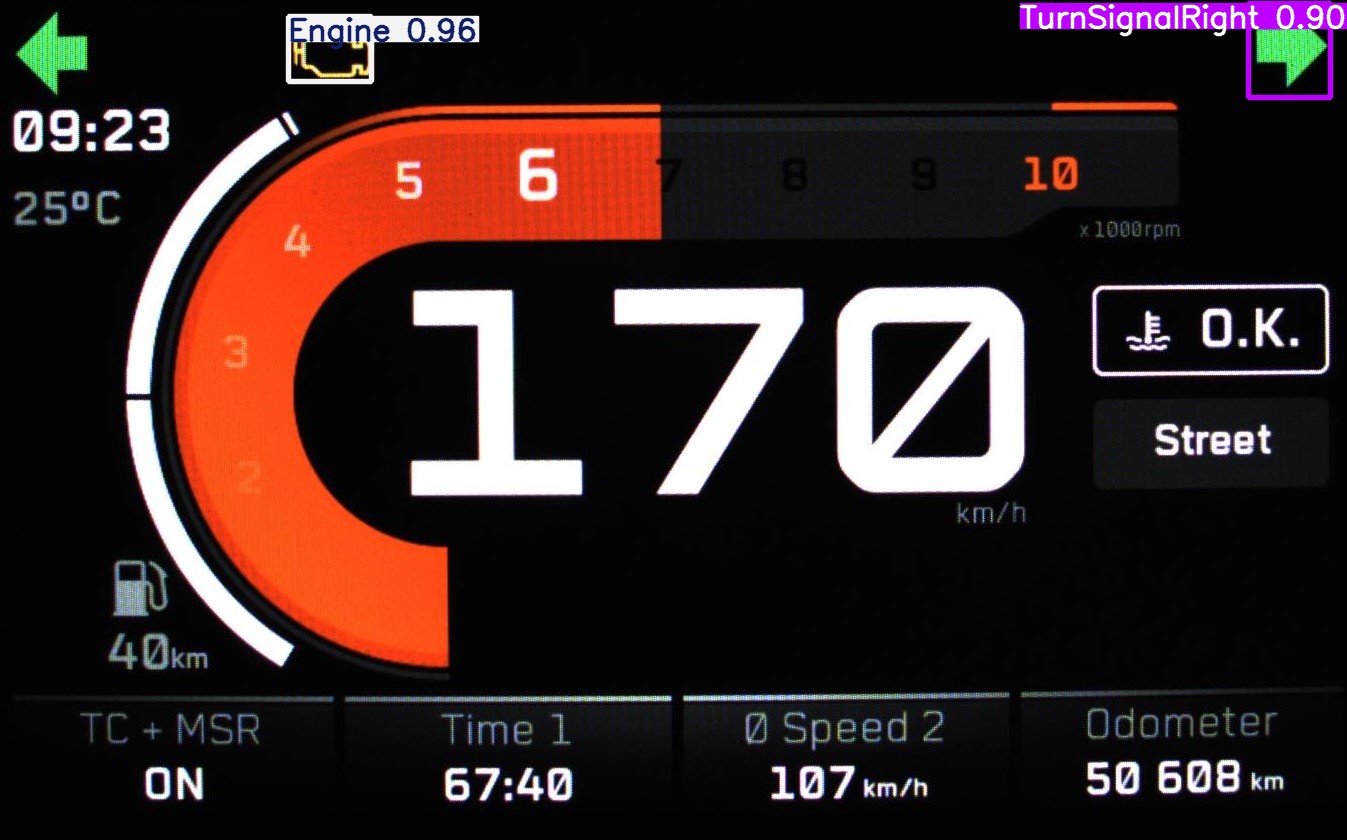 Engine 0.96
TurnSignalRight 0.90
09:23
25°C
5 6 7 8 9 10
4
x1000rpm
3
170
O.K.
2
Street
km/h
40km
TC + MSR
ON
Time 1
67:40
Ø Speed 2
107 km/h
Odometer
50 608 km